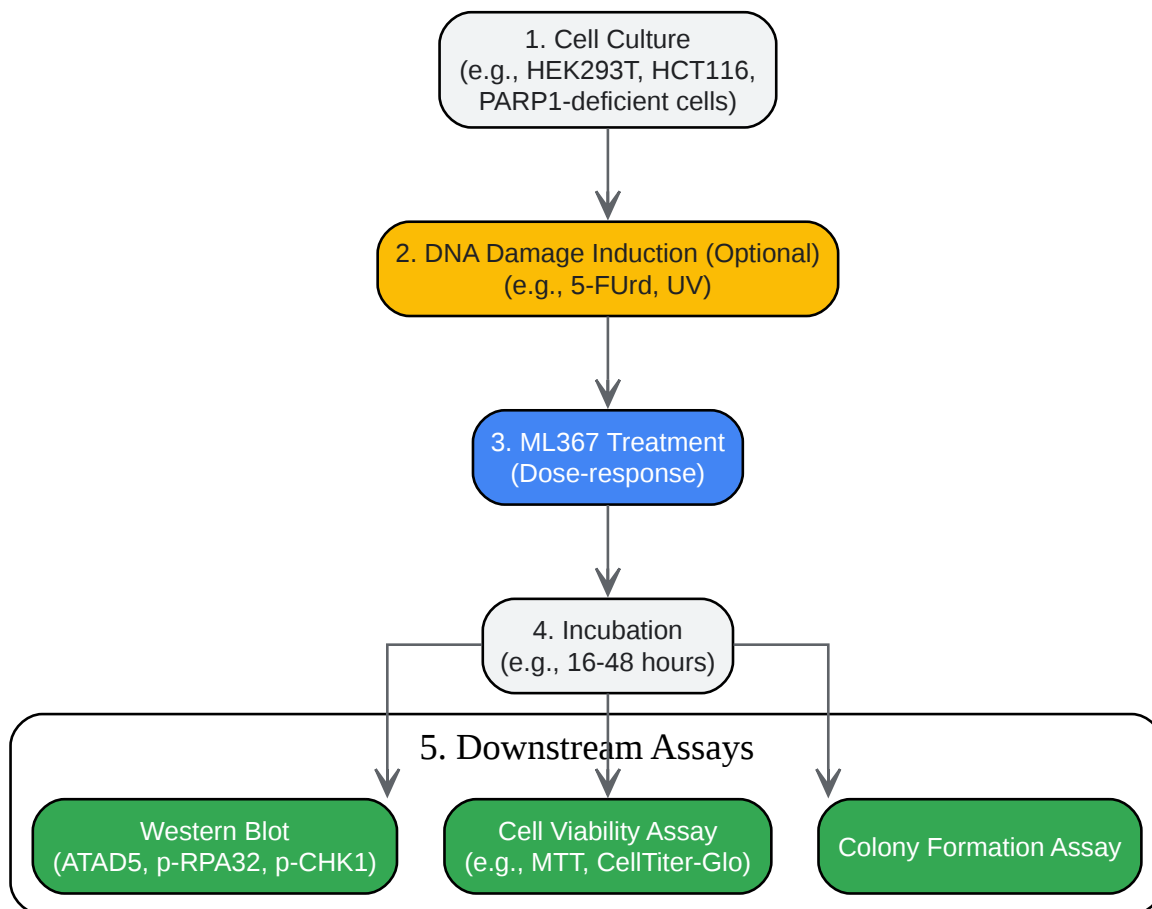 1. Cell Culture
(e.g., HEK293T, HCT116,
PARP1-deficient cells)
2. DNA Damage Induction (Optional)
(e.g., 5-FUrd, UV)
3. ML367 Treatment
(Dose-response)
4. Incubation
(e.g., 16-48 hours)
5. Downstream Assays
Western Blot
(ATAD5, p-RPA32, p-CHK1)
Cell Viability Assay
(e.g., MTT, CellTiter-Glo)
Colony Formation Assay